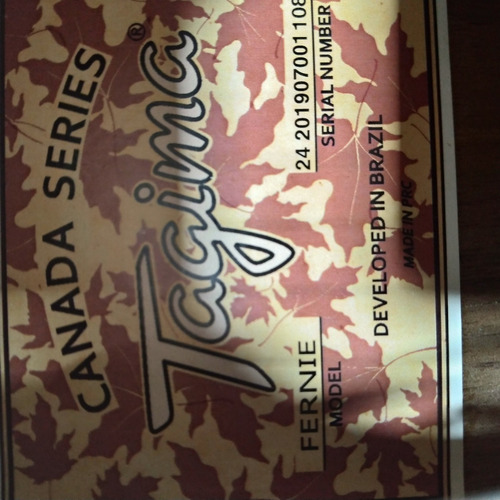 CANADA SERIES
Tagima®
FERNIE 24 201907001108
MODEL SERIAL NUMBER
DEVELOPED IN BRAZIL
MADE IN PRC